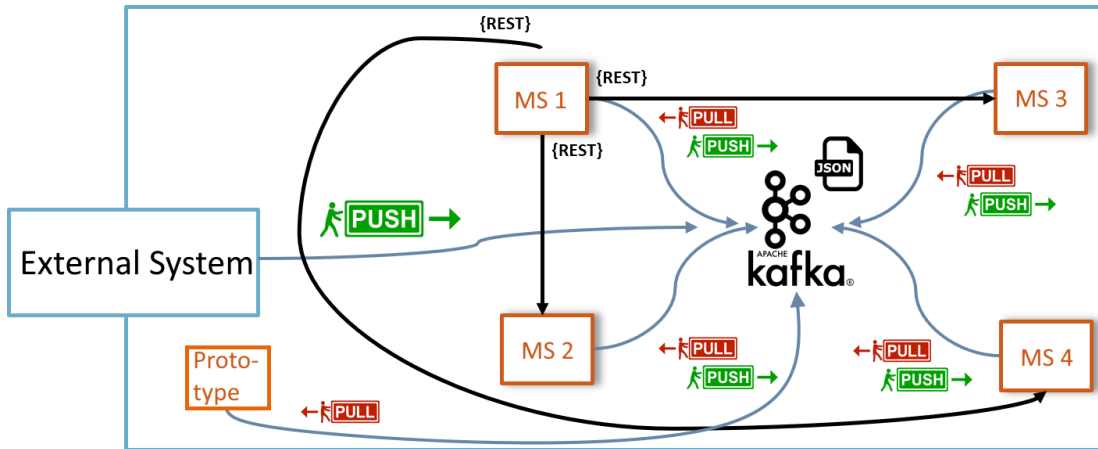 {REST}
MS 1
{REST}
MS 3
PULL
PUSH
{REST}
JSON
PULL
PUSH
PUSH
External System
APACHE
kafka®
MS 2
PULL
PUSH
PULL
PUSH
MS 4
Proto-
type
PULL